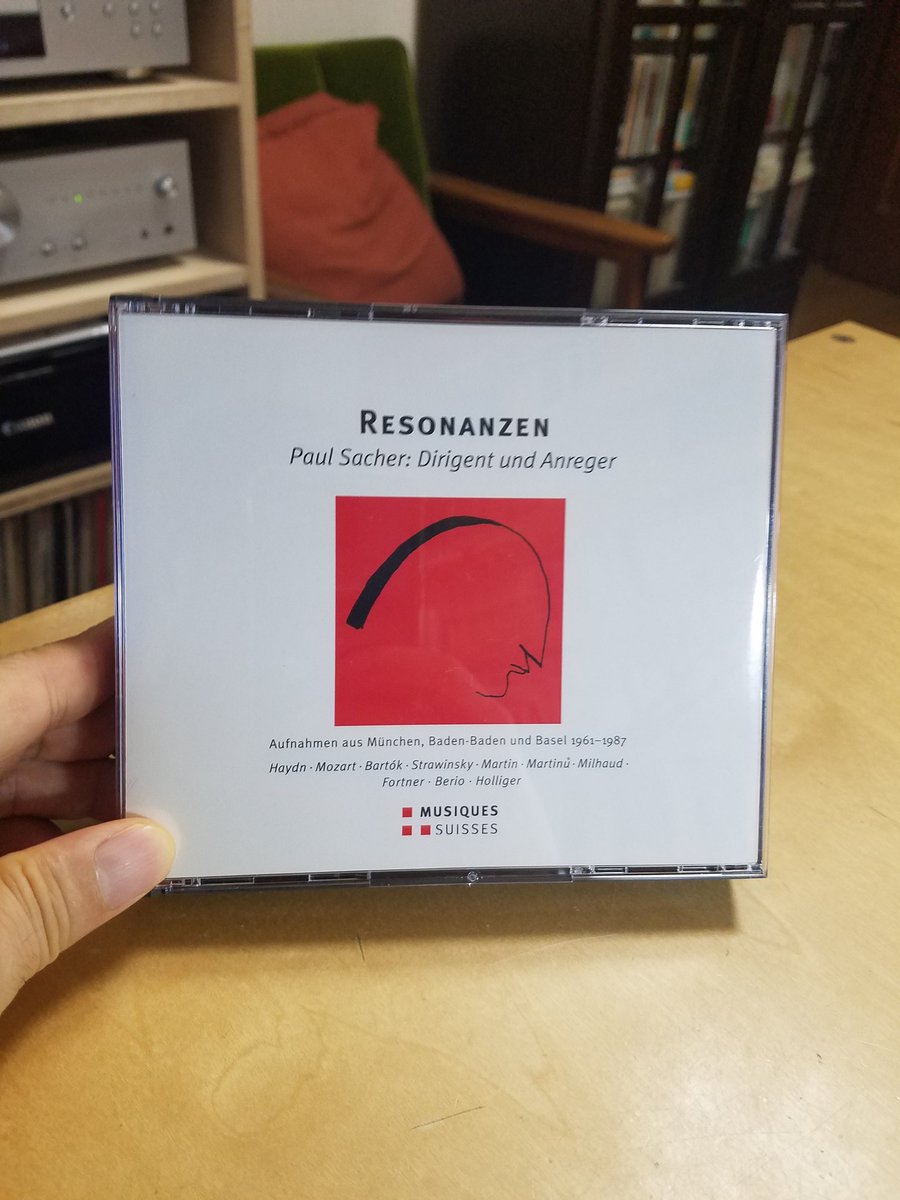 Canon
RESONANZEN
Paul Sacher: Dirigent und Anreger
Aufnahmen aus München, Baden-Baden und Basel 1961–1987
Haydn · Mozart · Bartók · Strawinsky · Martin · Martinů · Milhaud ·
Fortner · Berio · Holliger
MUSIQUES
SUISSES